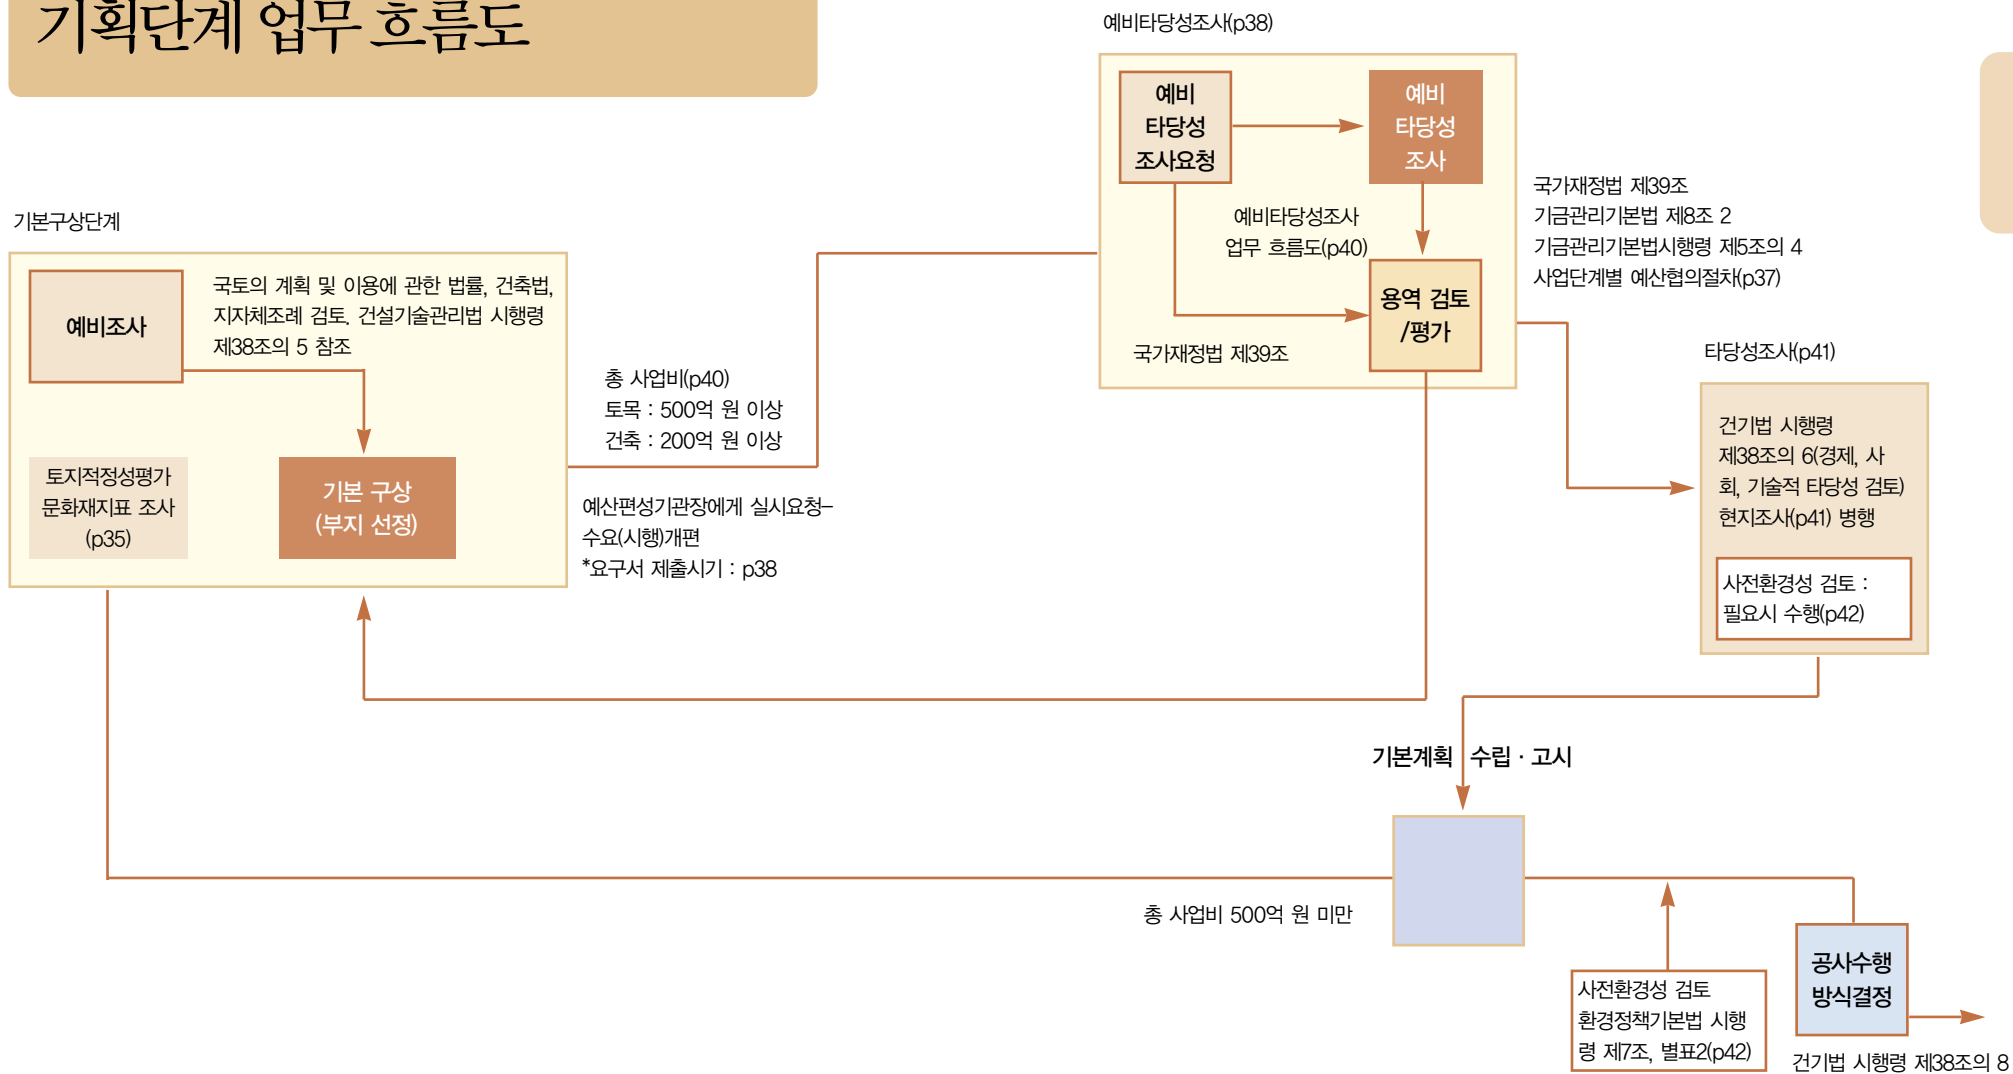 기획단계 업무 흐름도
예비타당성조사(p38)
예비
타당성
조사요청
예비
타당성
조사
예비타당성조사
업무 흐름도(p40)
용역 검토
/평가
국가재정법 제39조
국가재정법 제39조
기금관리기본법 제8조 2
기금관리기본법시행령 제5조의 4
사업단계별 예산협의절차(p37)
기본구상단계
예비조사
국토의 계획 및 이용에 관한 법률, 건축법,
지자체조례 검토, 건설기술관리법 시행령
제38조의 5 참조
토지적정성평가
문화재지표 조사
(p35)
기본 구상
(부지 선정)
총 사업비(p40)
토목 : 500억 원 이상
건축 : 200억 원 이상
예산편성기관장에게 실시요청–
수요(시행)개편
*요구서 제출시기 : p38
타당성조사(p41)
건기법 시행령
제38조의 6(경제, 사
회, 기술적 타당성 검토)
현지조사(p41) 병행
사전환경성 검토 :
필요시 수행(p42)
기본계획 수립 · 고시
총 사업비 500억 원 미만
사전환경성 검토
환경정책기본법 시행
령 제7조, 별표2(p42)
공사수행
방식결정
건기법 시행령 제38조의 8